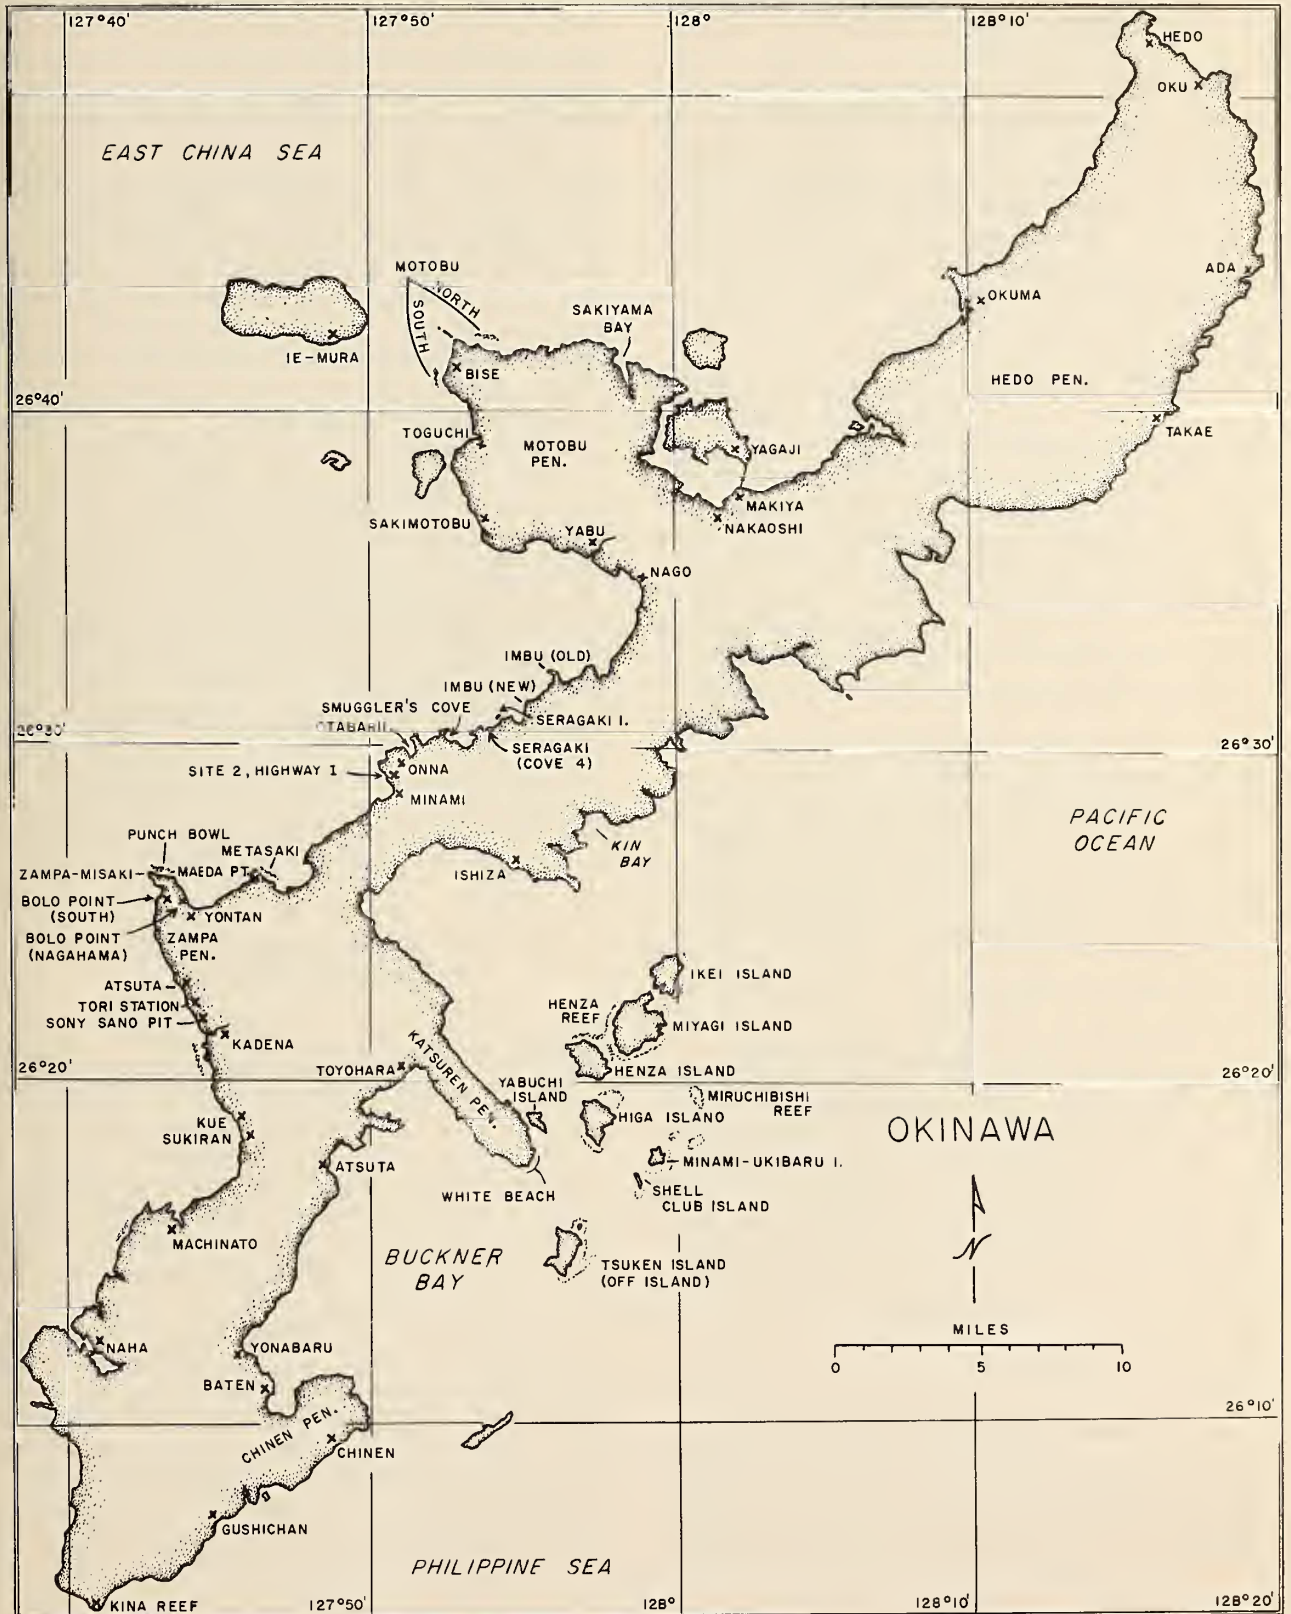 127°40'
127°50'
128°
128°10'
HEDO
OKU
EAST CHINA SEA
MOTOBU
NORTH
SOUTH
SAKIYAMA
BAY
ADA
OKUMA
IE-MURA
BISE
HEDO PEN.
26°40'
TOGUCHI
MOTOBU
PEN.
YAGAJI
TAKAE
MAKIYA
SAKIMOTOBU
YABU
NAKAOSHI
NAGO
IMBU (OLD)
IMBU (NEW)
SMUGGLER'S COVE
SERAGAKI I.
26°30'
SERAGAKI
(COVE 4)
26°30'
SITE 2, HIGHWAY I
ONNA
MINAMI
PACIFIC
OCEAN
PUNCH BOWL
METASAKI
KIN
BAY
ZAMPA-MISAKI
MAEDA PT.
ISHIZA
BOLO POINT
(SOUTH)
YONTAN
BOLO POINT
(NAGAHAMA)
ZAMPA
PEN.
IKEI ISLAND
ATSUTA
TORI STATION
SONY SANO PIT
HENZA
REEF
MIYAGI ISLAND
KADENA
KATSUREN PEN.
26°20'
TOYOHARA
HENZA ISLAND
26°20'
YABUCHI
ISLAND
MIRUCHIBISHI
REEF
KUE
SUKIRAN
HIGA ISLANO
OKINAWA
ATSUTA
MINAMI-UKIBARU I.
WHITE BEACH
SHELL
CLUB ISLAND
MACHINATO
BUCKNER
BAY
TSUKEN ISLAND
(OFF ISLAND)
N
MILES
NAHA
YONABARU
0 5 10
BATEN
26°10'
CHINEN PEN.
CHINEN
GUSHICHAN
PHILIPPINE SEA
KINA REEF
127°50'
128°
128°10'
128°20'